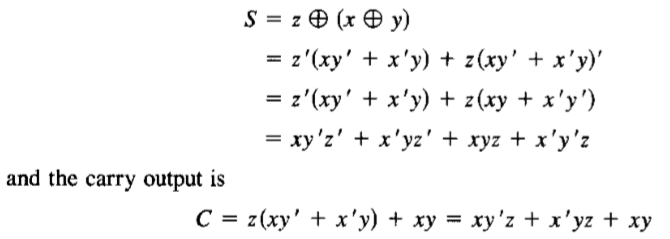 S = z ⊕ (x ⊕ y)
= z'(xy' + x'y) + z(xy' + x'y)'
= z'(xy' + x'y) + z(xy + x'y')
= xy'z' + x'yz' + xyz + x'y'z
and the carry output is
C = z(xy' + x'y) + xy = xy'z + x'yz + xy